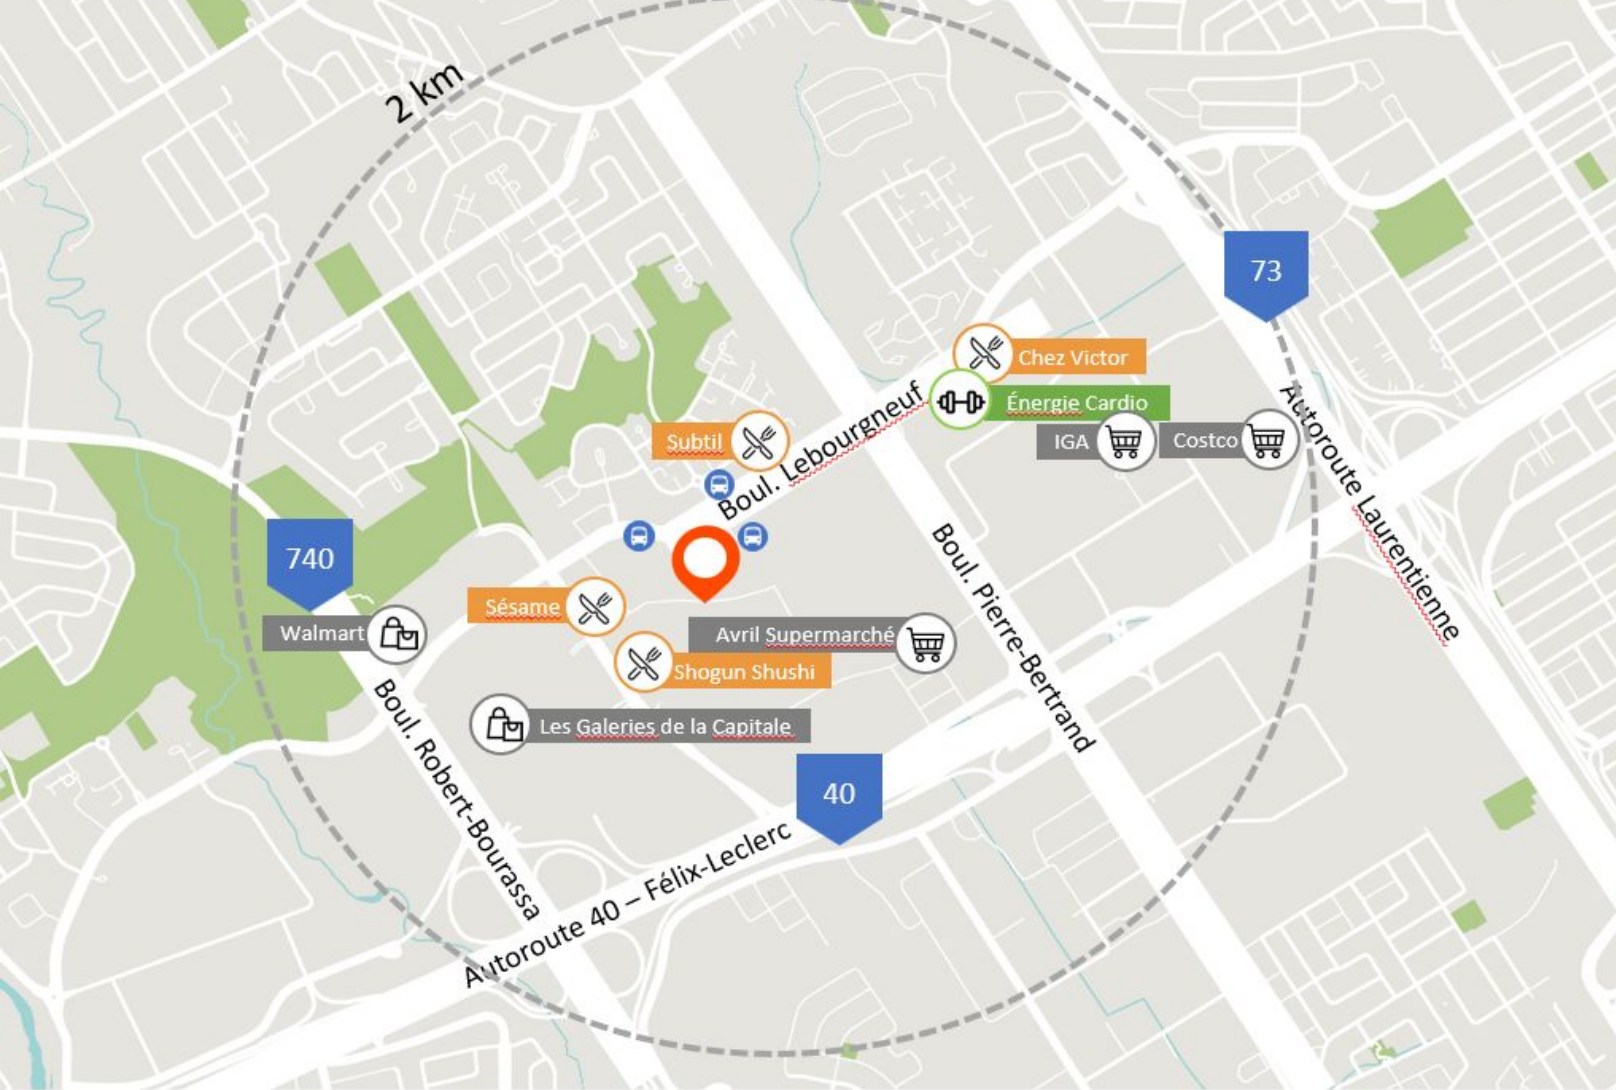 2 km
73
Chez Victor
Énergie Cardio
Subtil
IGA
Costco
Boul. Lebourgneuf
Autoroute Laurentienne
740
Boul. Pierre-Bertrand
Sésame
Walmart
Avril Supermarché
Shogun Shushi
Les Galeries de la Capitale
Boul. Robert-Bourassa
40
Autoroute 40 – Félix-Leclerc